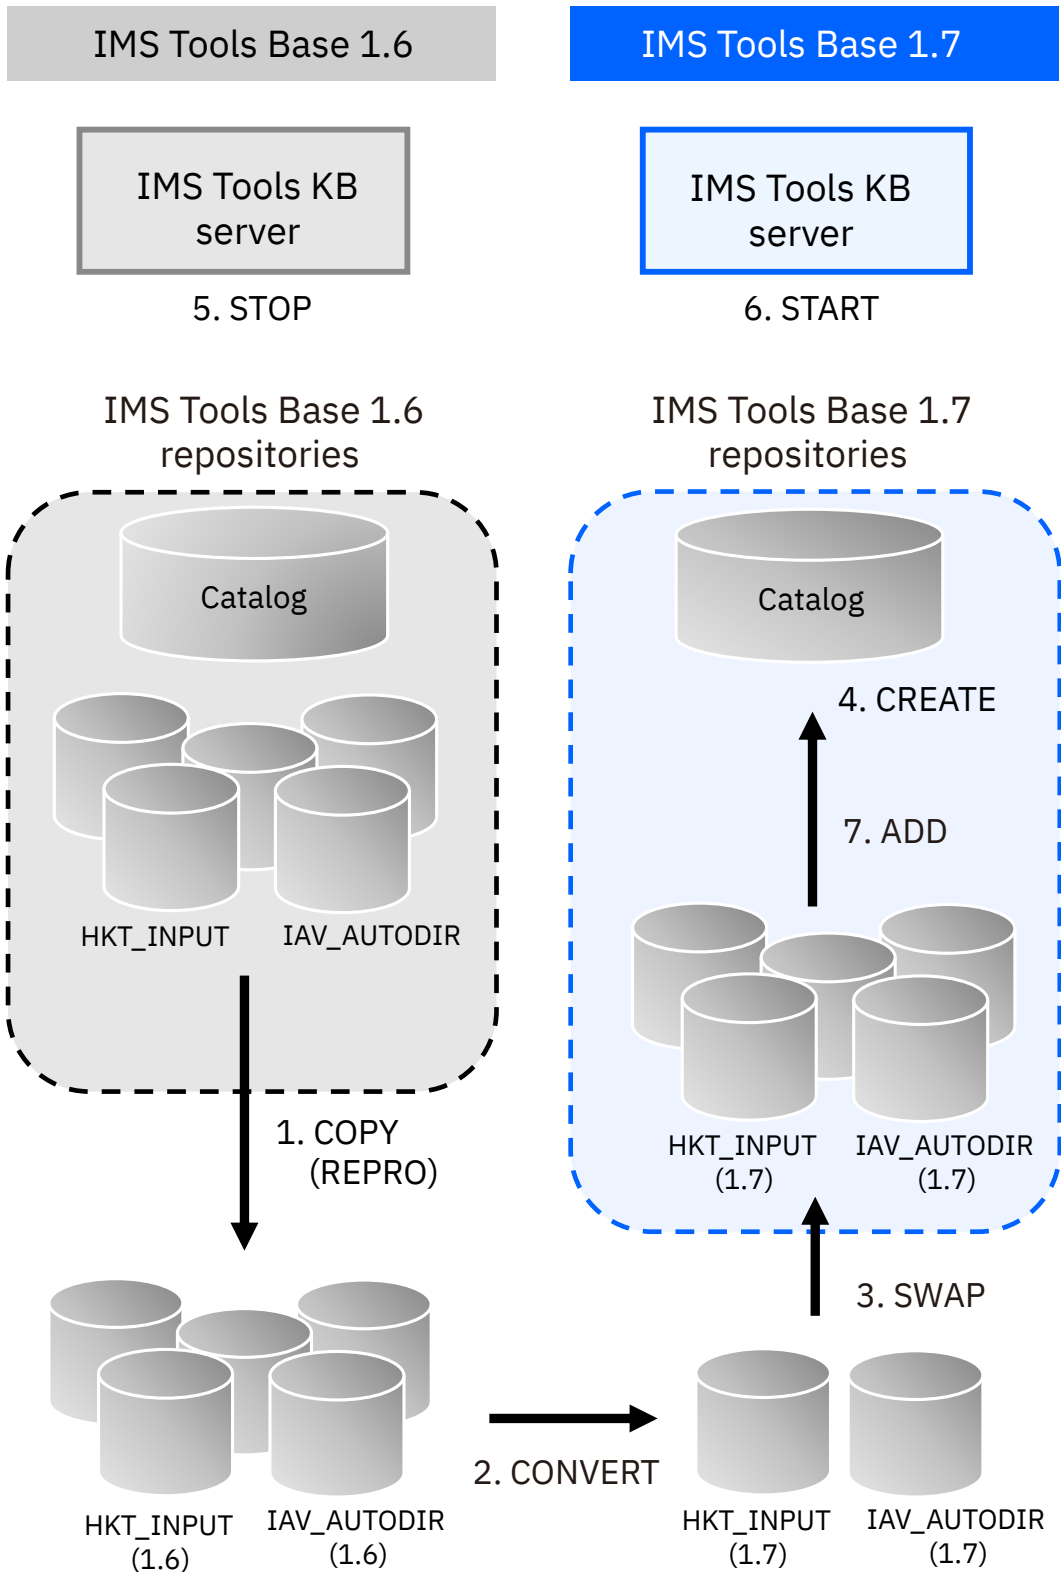 IMS Tools Base 1.6
IMS Tools Base 1.7
IMS Tools KB
server
IMS Tools KB
server
5. STOP
6. START
IMS Tools Base 1.6
repositories
IMS Tools Base 1.7
repositories
Catalog
Catalog
4. CREATE
7. ADD
HKT_INPUT
IAV_AUTODIR
1. COPY
(REPRO)
HKT_INPUT
(1.7)
IAV_AUTODIR
(1.7)
3. SWAP
2. CONVERT
HKT_INPUT
(1.6)
IAV_AUTODIR
(1.6)
HKT_INPUT
(1.7)
IAV_AUTODIR
(1.7)